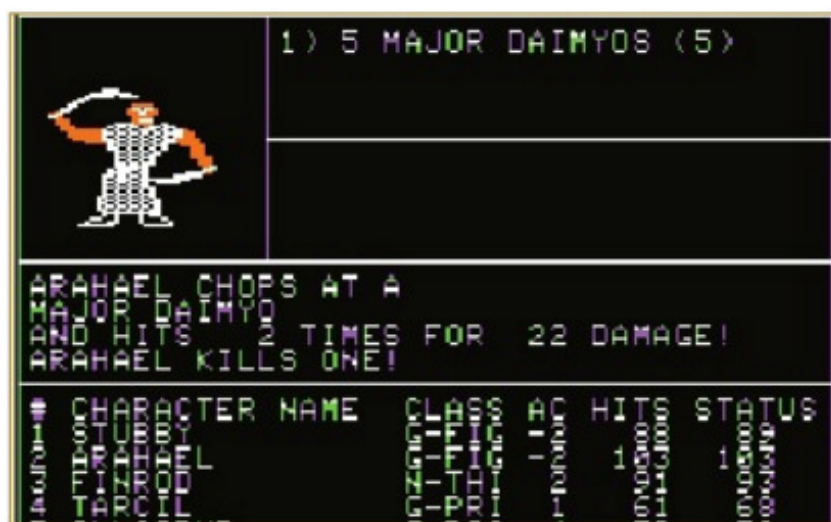 1) 5 MAJOR DAIMYOS (5)
ARAHAEL CHOPS AT A
MAJOR DAIMYO
AND HITS 2 TIMES FOR 22 DAMAGE!
ARAHAEL KILLS ONE!
# CHARACTER NAME CLASS AC HITS STATUS
1 STUBBY G-FIG -2 88 89
2 ARAHAEL G-FIG -2 103 103
3 FINROD N-THI 2 91 93
4 TARCIL G-PRI 1 61 68